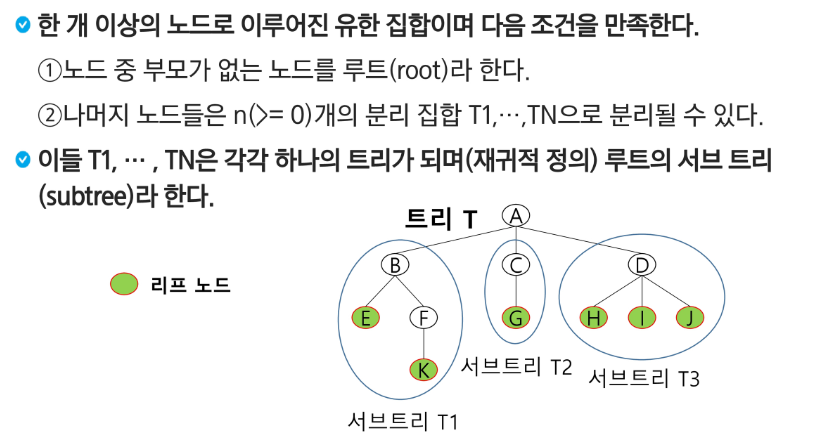 한 개 이상의 노드로 이루어진 유한 집합이며 다음 조건을 만족한다.
①노드 중 부모가 없는 노드를 루트(root)라 한다.
②나머지 노드들은 n(>= 0)개의 분리 집합 T1,…,TN으로 분리될 수 있다.
이들 T1, … , TN은 각각 하나의 트리가 되며(재귀적 정의) 루트의 서브 트리
(subtree)라 한다.
트리 T
A
B
C
D
리프 노드
E
F
G
H
I
J
K
서브트리 T2
서브트리 T3
서브트리 T1